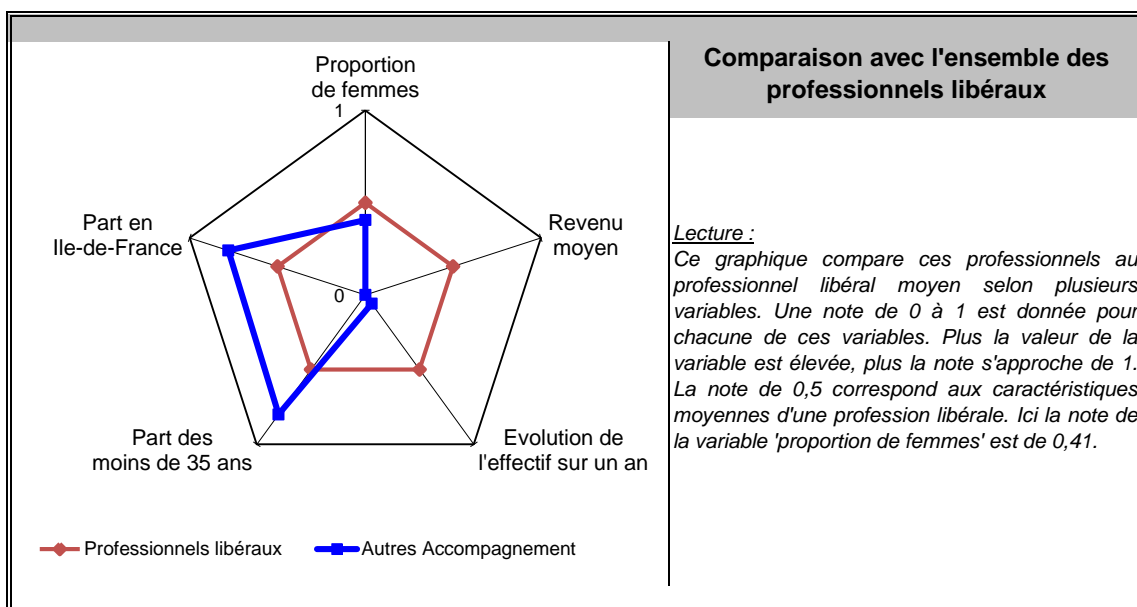 Comparaison avec l'ensemble des
professionnels libéraux
Proportion
de femmes
1
Part en
Ile-de-France
Revenu
moyen
0
Part des
moins de 35 ans
Evolution de
l'effectif sur un an
Professionnels libéraux
Autres Accompagnement
Lecture :
Ce graphique compare ces professionnels au
professionnel libéral moyen selon plusieurs
variables. Une note de 0 à 1 est donnée pour
chacune de ces variables. Plus la valeur de la
variable est élevée, plus la note s'approche de 1.
La note de 0,5 correspond aux caractéristiques
moyennes d'une profession libérale. Ici la note de
la variable 'proportion de femmes' est de 0,41.